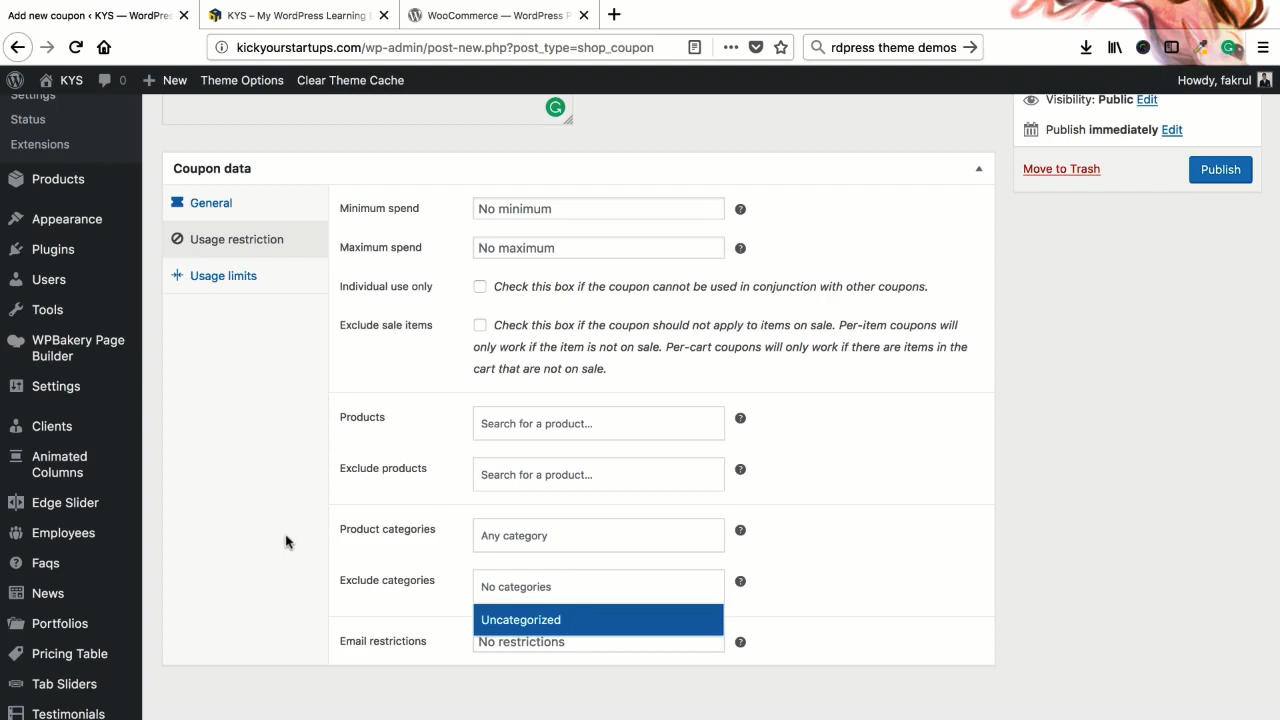 Add new coupon ‹ KYS — WordPres
KYS – My WordPress Learning
WooCommerce — WordPress P
kickyourstartups.com/wp-admin/post-new.php?post_type=shop_coupon
rdpress theme demos
KYS
0
New
Theme Options
Clear Theme Cache
Howdy, fakrul
Settings
Status
Extensions
Products
Appearance
Plugins
Users
Tools
WPBakery Page
Builder
Settings
Clients
Animated
Columns
Edge Slider
Employees
Faqs
News
Portfolios
Pricing Table
Tab Sliders
Testimonials
Coupon data
General
Usage restriction
Usage limits
Minimum spend
No minimum
Maximum spend
No maximum
Individual use only
Check this box if the coupon cannot be used in conjunction with other coupons.
Exclude sale items
Check this box if the coupon should not apply to items on sale. Per-item coupons will
only work if the item is not on sale. Per-cart coupons will only work if there are items in the
cart that are not on sale.
Products
Search for a product...
Exclude products
Search for a product...
Product categories
Any category
Exclude categories
No categories
Uncategorized
Email restrictions
No restrictions
Visibility: Public Edit
Publish immediately Edit
Move to Trash
Publish